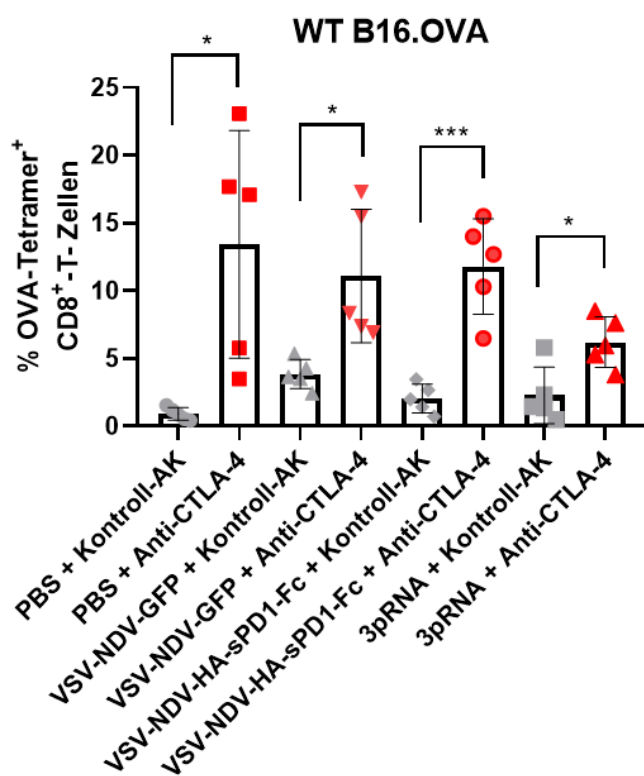 WT B16.OVA
% OVA-Tetramer+
CD8+-T- Zellen
25
20
15
10
5
0
*
*
***
*
PBS + Kontroll-AK
PBS + Anti-CTLA-4
VSV-NDV-GFP + Kontroll-AK
VSV-NDV-GFP + Anti-CTLA-4
VSV-NDV-HA-sPD1-Fc + Kontroll-AK
VSV-NDV-HA-sPD1-Fc + Anti-CTLA-4
3pRNA + Kontroll-AK
3pRNA + Anti-CTLA-4